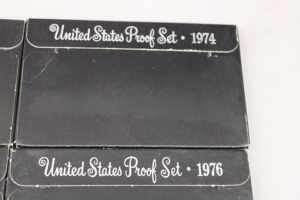 United States Proof Set • 1974
United States Proof Set • 1976